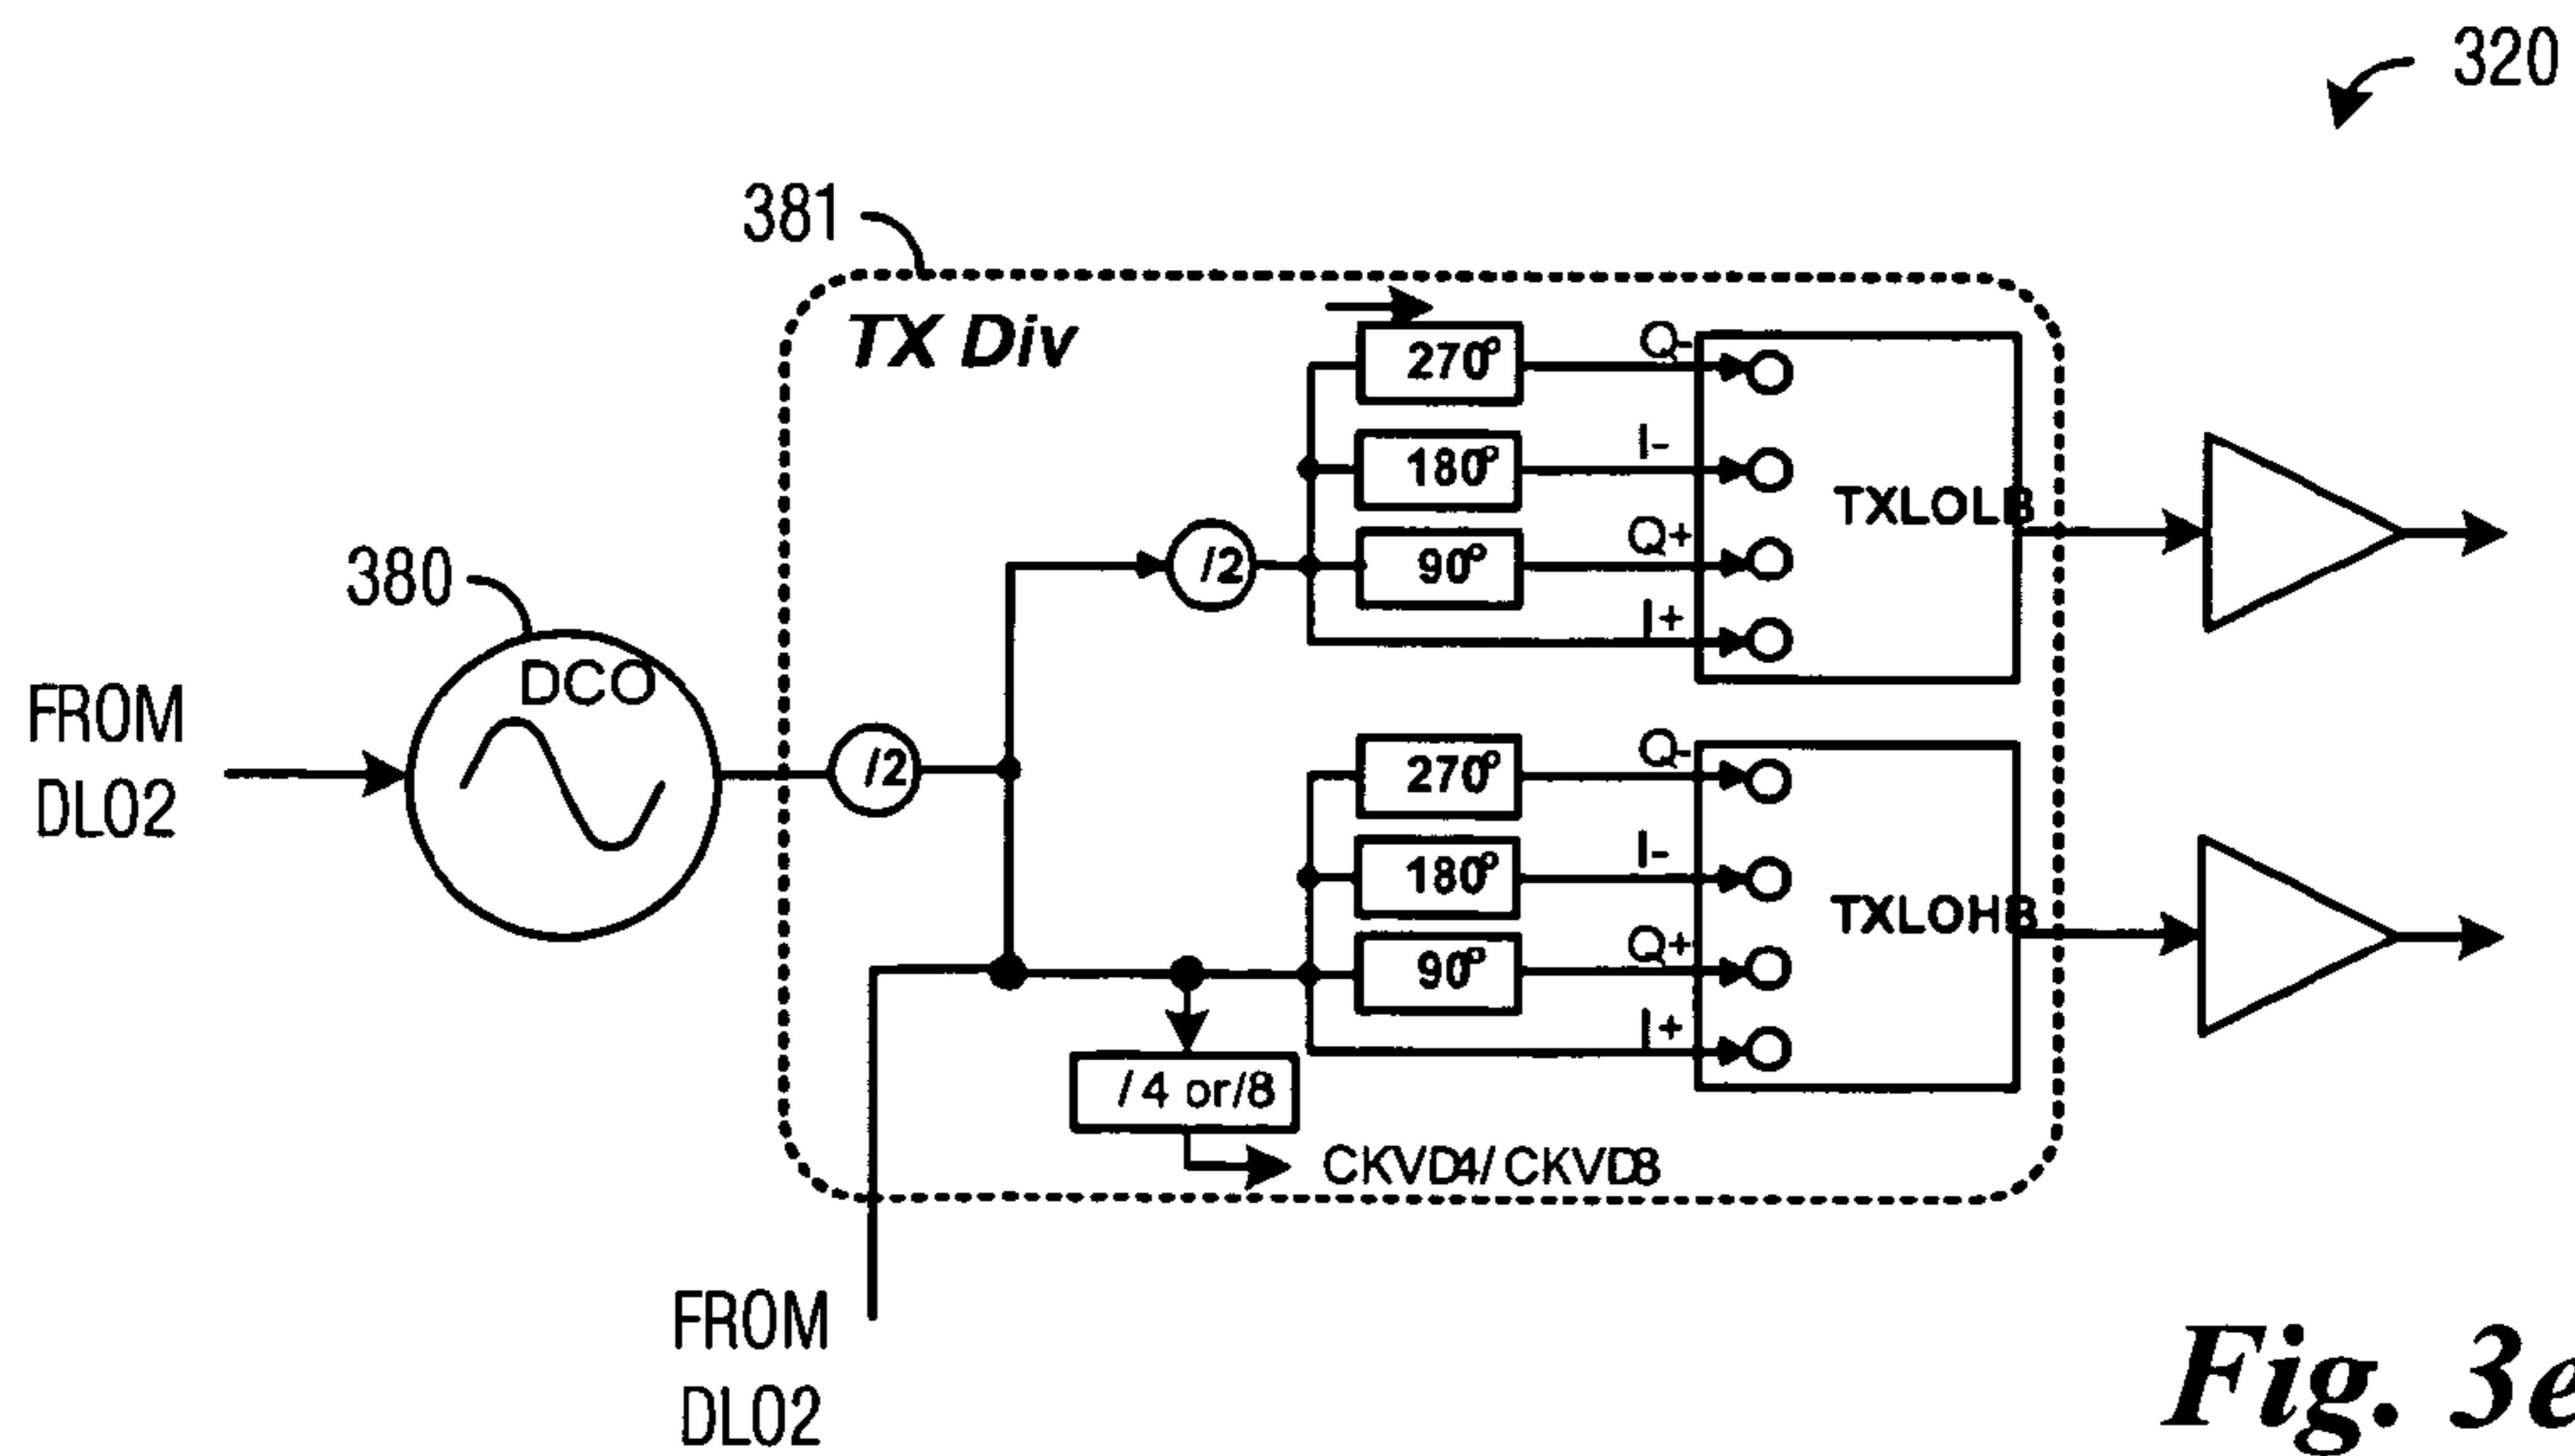 320
381
TX Div
270°
Q-
180°
I-
90°
Q+
I+
TXLOLB
/2
380
DCO
FROM
DLO2
/2
270°
Q-
180°
I-
90°
Q+
I+
TXLOHB
/4 or/8
CKVD4/CKVD8
FROM
DLO2
Fig. 3e